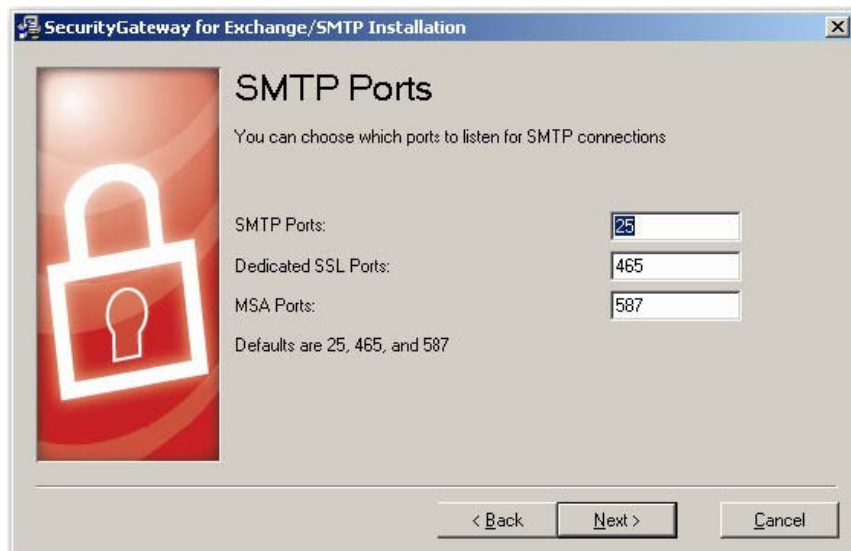 SecurityGateway for Exchange/SMTP Installation
SMTP Ports
You can choose which ports to listen for SMTP connections
SMTP Ports: 25
Dedicated SSL Ports: 465
MSA Ports: 587
Defaults are 25, 465, and 587
< Back Next > Cancel